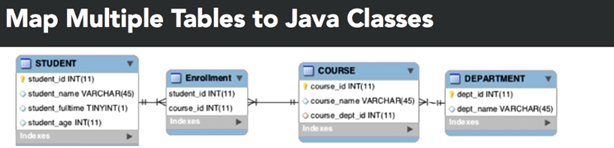 Map Multiple Tables to Java Classes
STUDENT
student_id INT(11)
student_name VARCHAR(45)
student_fulltime TINYINT(1)
student_age INT(11)
Indexes
Enrollment
student_id INT(11)
course_id INT(11)
Indexes
COURSE
course_id INT(11)
course_name VARCHAR(45)
course_dept_id INT(11)
Indexes
DEPARTMENT
dept_id INT(11)
dept_name VARCHAR(45)
Indexes